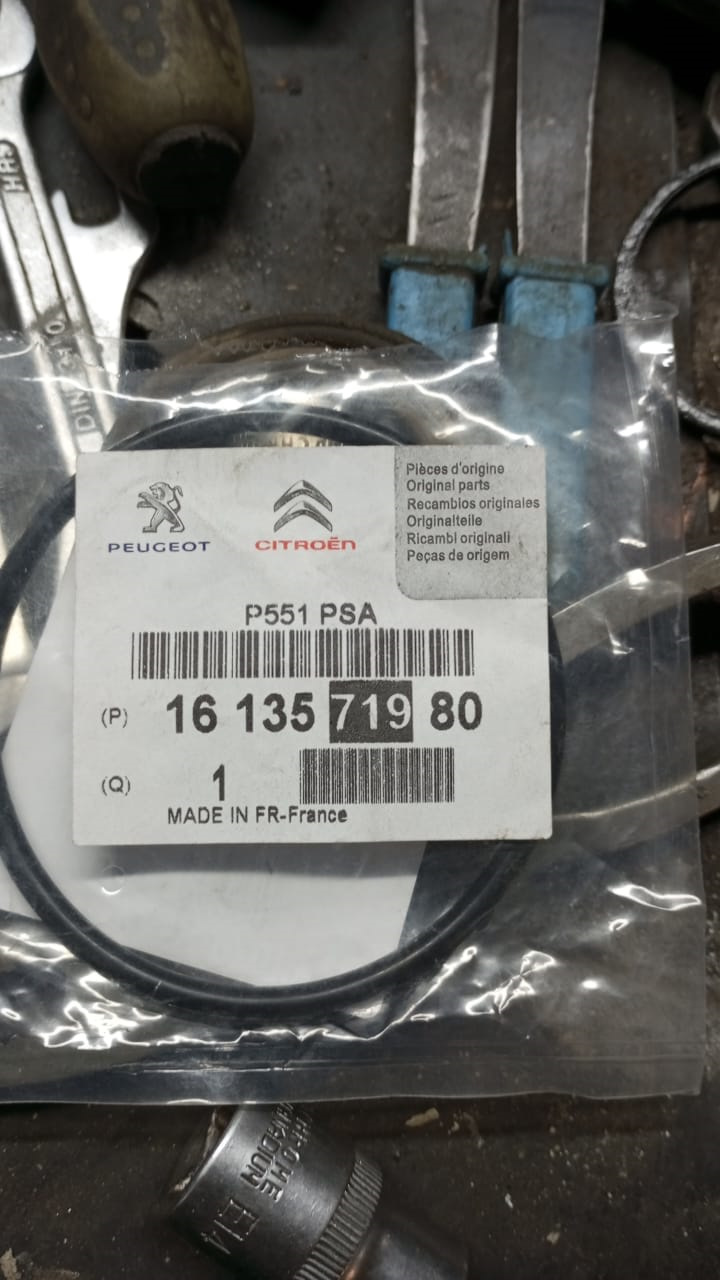 PEUGEOT
CITROËN
Pièces d'origine
Original parts
Recambios originales
Originalteile
Ricambi originali
Peças de origem
P551 PSA
(P) 16 135 719 80
(Q) 1
MADE IN FR-France
E14